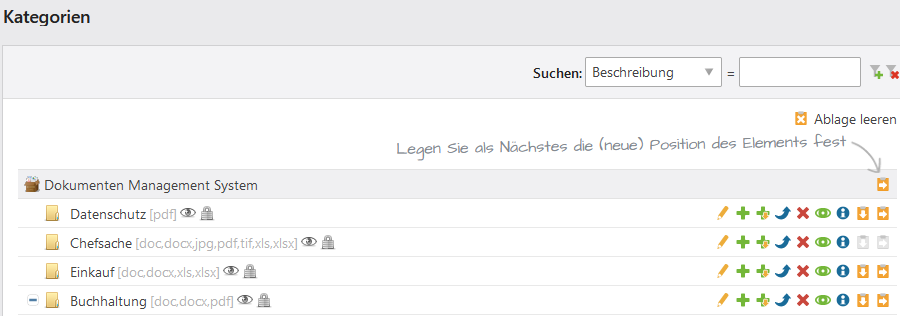 Kategorien
Suchen: Beschreibung =
Ablage leeren
Legen Sie als Nächstes die (neue) Position des Elements fest
Dokumenten Management System
Datenschutz [pdf]
Chefsache [doc,docx,jpg,pdf,tif,xls,xlsx]
Einkauf [doc,docx,xls,xlsx]
Buchhaltung [doc,docx,pdf]